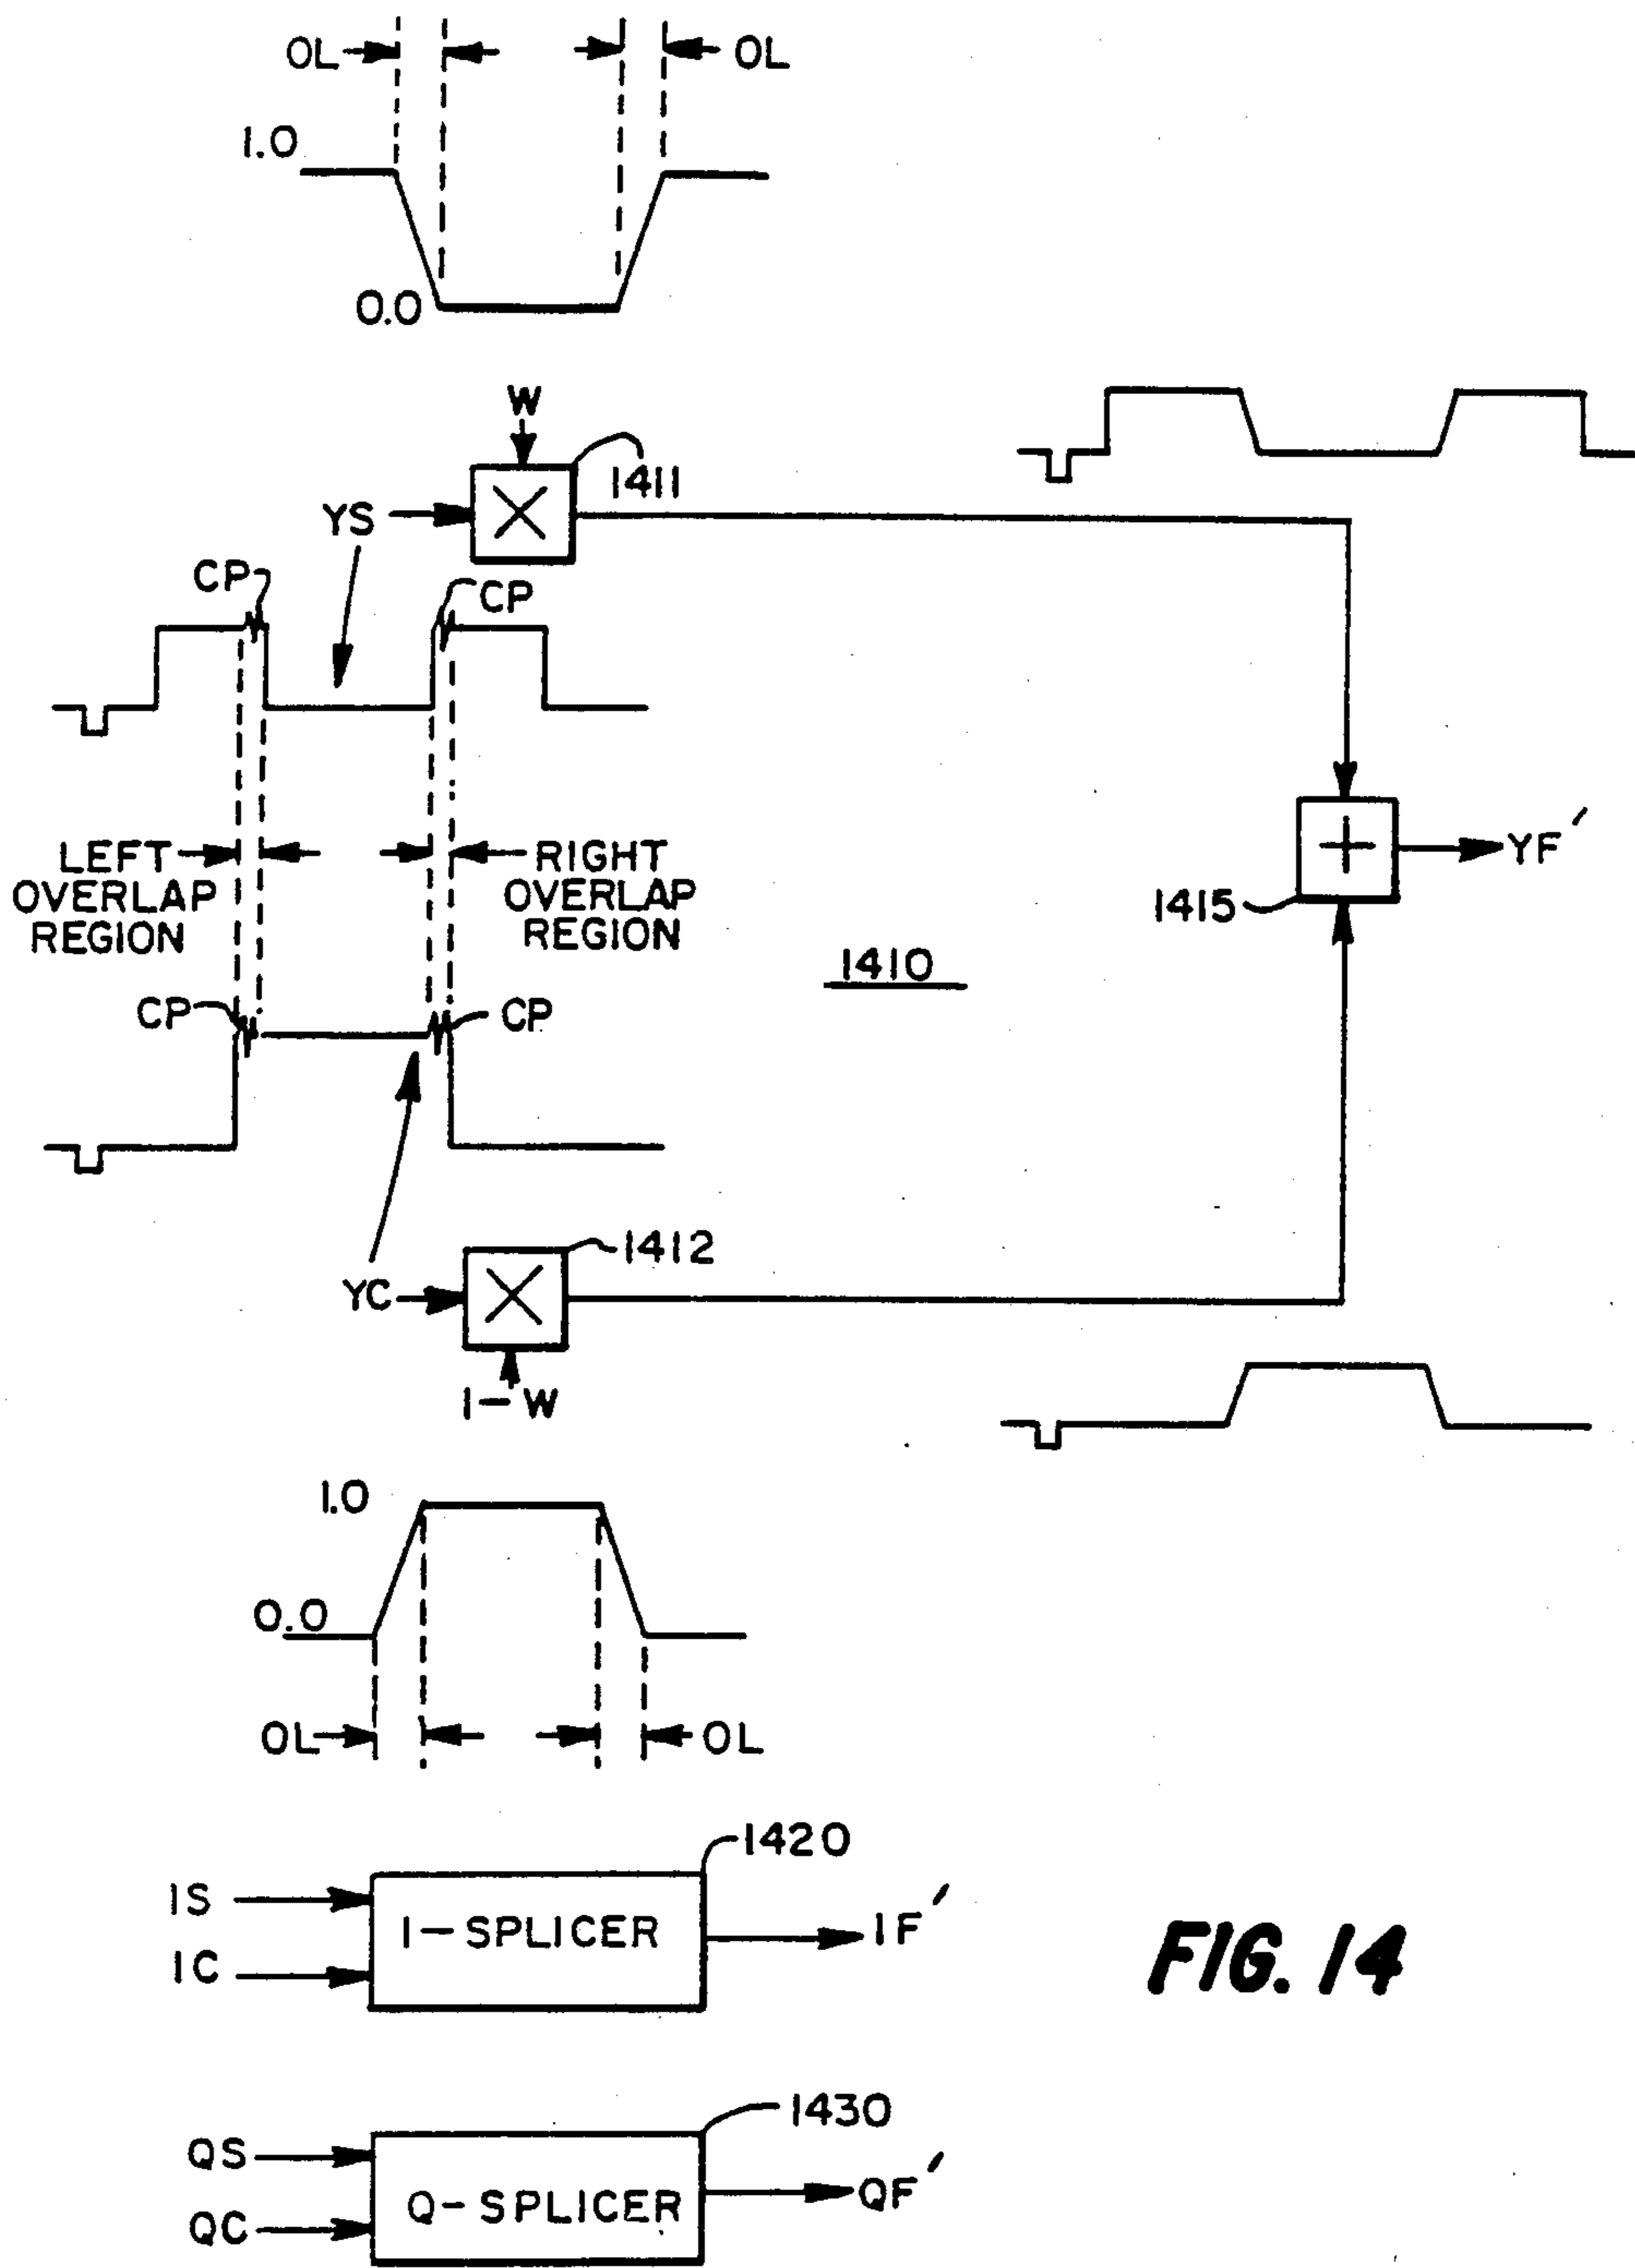 OL OL
1.0
0.0
W
1411
YS
CP CP
LEFT OVERLAP REGION
RIGHT OVERLAP REGION
1415
YF'
1410
CP CP
1412
YC
1-W
1.0
0.0
OL OL
1420
IS
I-SPLICER
IF'
IC
FIG. 14
1430
QS
Q-SPLICER
QF'
QC